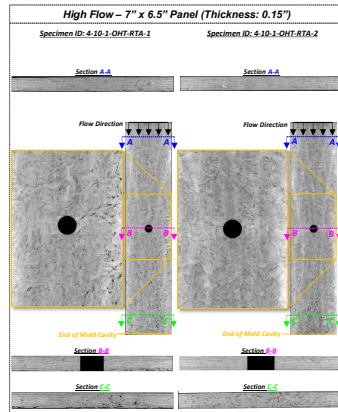 High Flow – 7” x 6.5” Panel (Thickness: 0.15”)
Specimen ID: 4-10-1-OHT-RTA-1
Specimen ID: 4-10-1-OHT-RTA-2
Section A-A
Section A-A
Flow Direction
Flow Direction
A A
A A
B B
B B
C C
C C
End of Mold Cavity
End of Mold Cavity
Section B-B
Section B-B
Section C-C
Section C-C